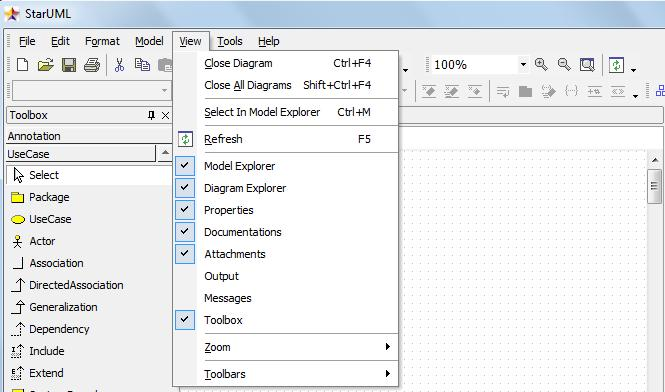 StarUML
File Edit Format Model View Tools Help
100%
Toolbox
Annotation
UseCase
Select
Package
UseCase
Actor
Association
DirectedAssociation
Generalization
Dependency
Include
Extend
Close Diagram Ctrl+F4
Close All Diagrams Shift+Ctrl+F4
Select In Model Explorer Ctrl+M
Refresh F5
Model Explorer
Diagram Explorer
Properties
Documentations
Attachments
Output
Messages
Toolbox
Zoom
Toolbars